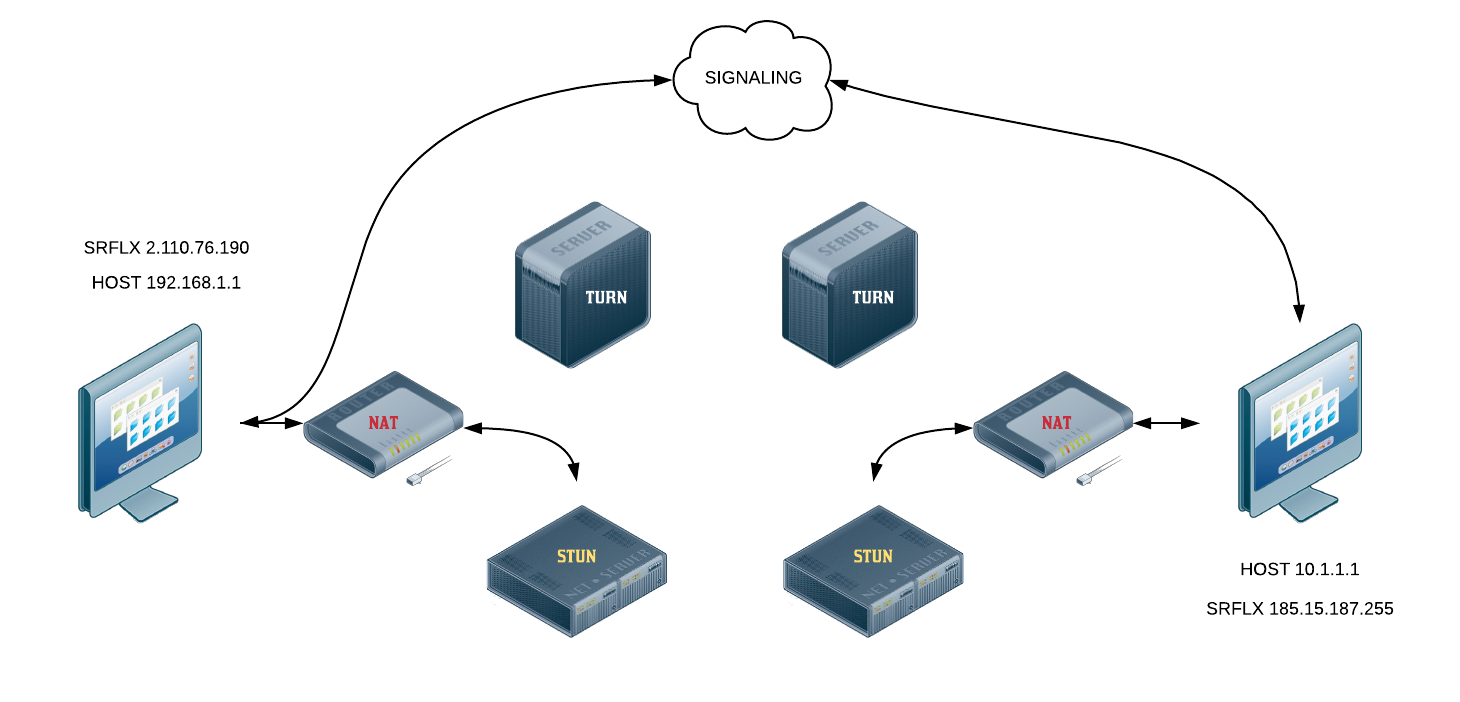 SIGNALING
SERVER
TURN
SERVER
TURN
SRFLX 2.110.76.190
HOST 192.168.1.1
ROUTER
NAT
ROUTER
NAT
STUN
NET SERVER
STUN
NET SERVER
HOST 10.1.1.1
SRFLX 185.15.187.255